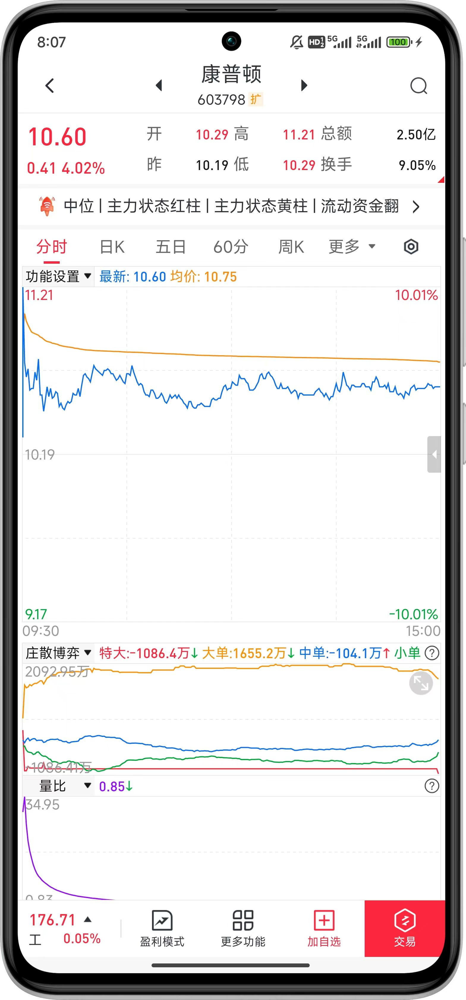 8:07
HD 1 2 5G 5G 100
康普顿
603798 扩
10.60 开 10.29 高 11.21 总额 2.50亿
0.41 4.02% 昨 10.19 低 10.29 换手 9.05%
中位 | 主力状态红柱 | 主力状态黄柱 | 流动资金翻
分时 日K 五日 60分 周K 更多
功能设置 最新: 10.60 均价: 10.75
11.21 10.01%
10.19
9.17 -10.01%
09:30 15:00
庄散博弈 特大:-1086.4万↓ 大单:1655.2万↓ 中单:-104.1万↑ 小单 ?
2092.95万
-1086.41万
量比 0.85↓ ?
34.95
0.83
176.71
工 0.05%
盈利模式 更多功能 加自选 交易